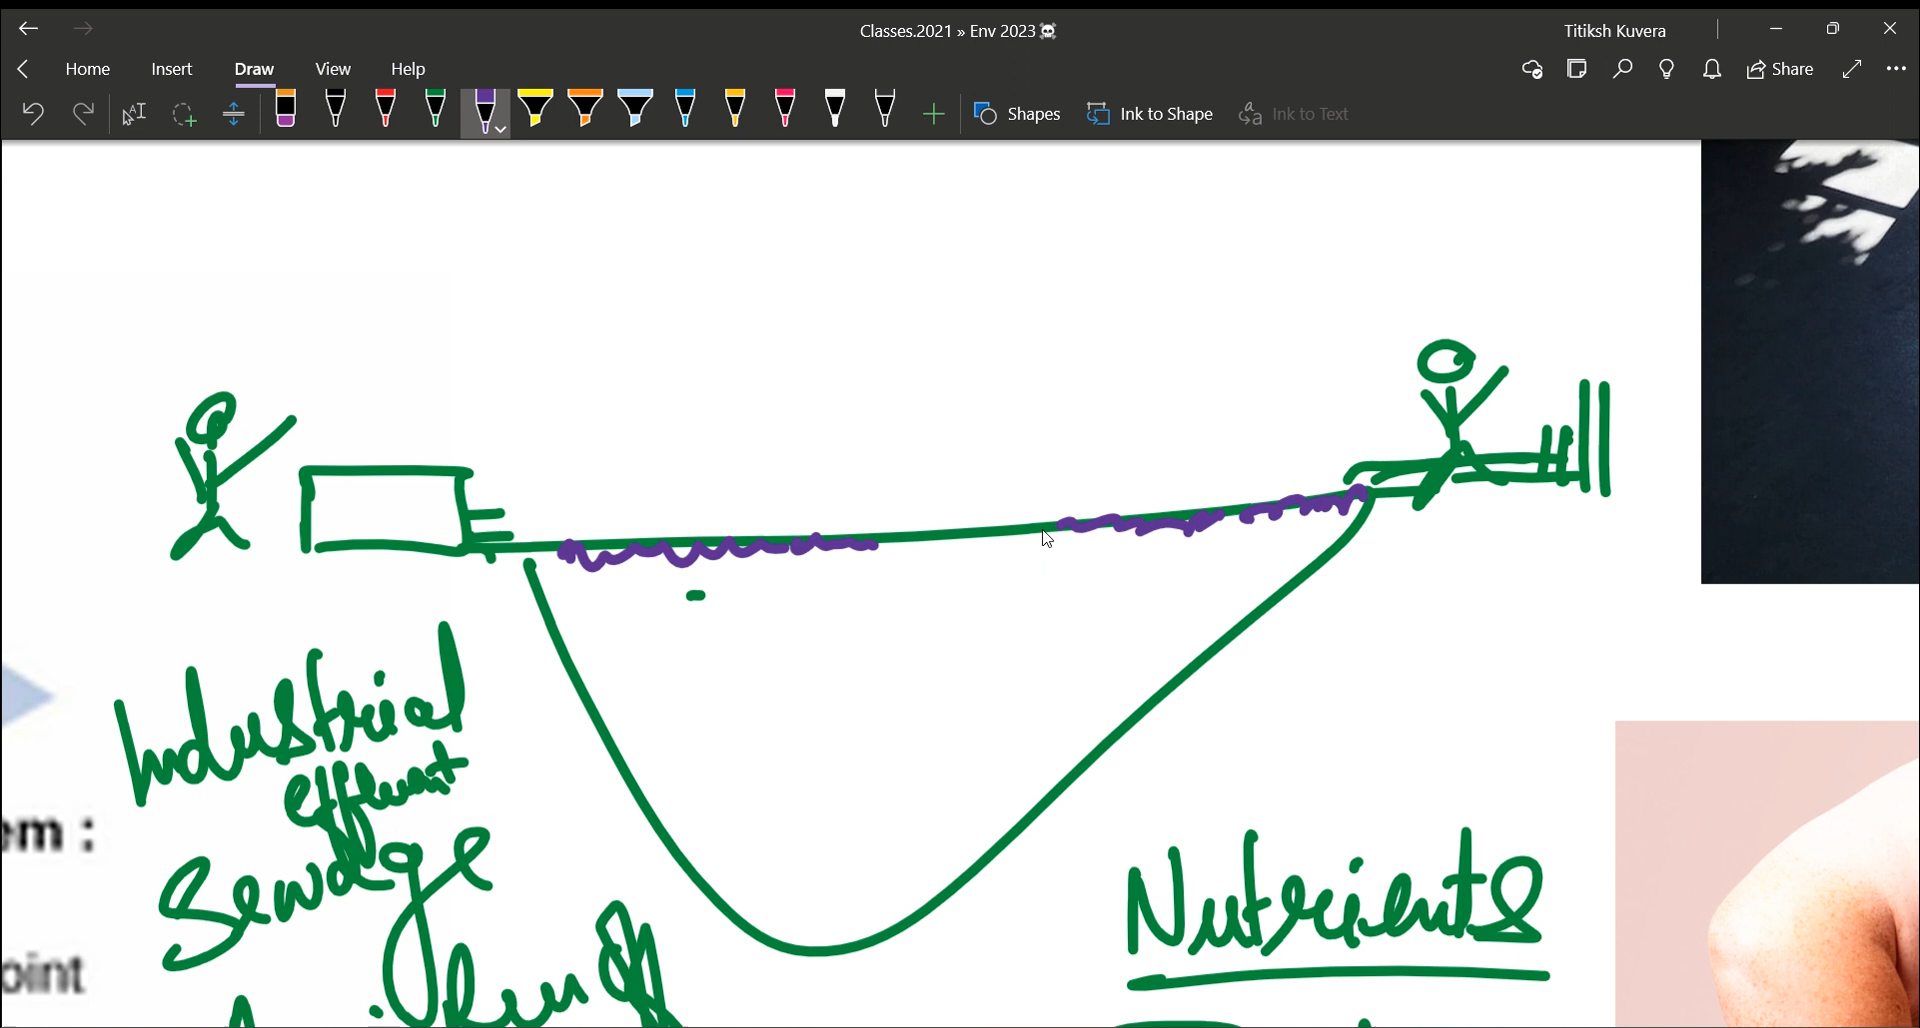 Classes.2021 » Env 2023☠
Titiksh Kuvera
Home Insert Draw View Help
Share
Shapes Ink to Shape Ink to Text
Industrial
effluent
Sewage
em :
Nutrients
oint
Runoff